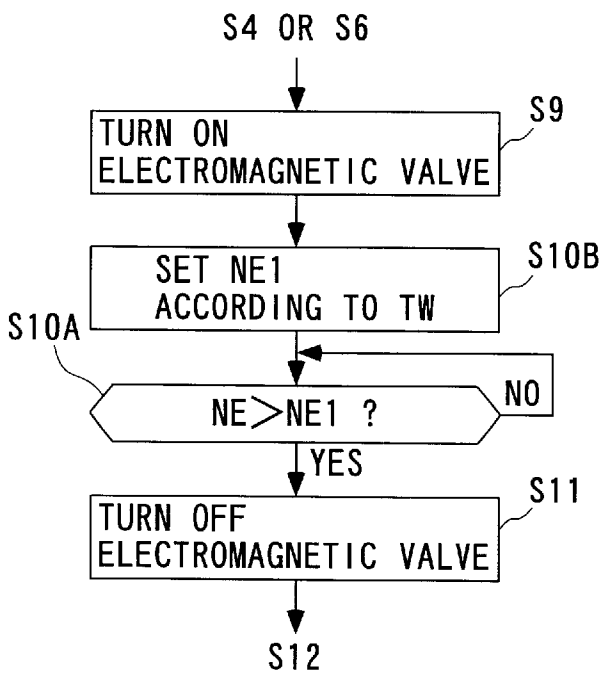 S4 OR S6
TURN ON
ELECTROMAGNETIC VALVE
S9
SET NE1
ACCORDING TO TW
S10B
S10A
NE>NE1 ?
NO
YES
TURN OFF
ELECTROMAGNETIC VALVE
S11
S12